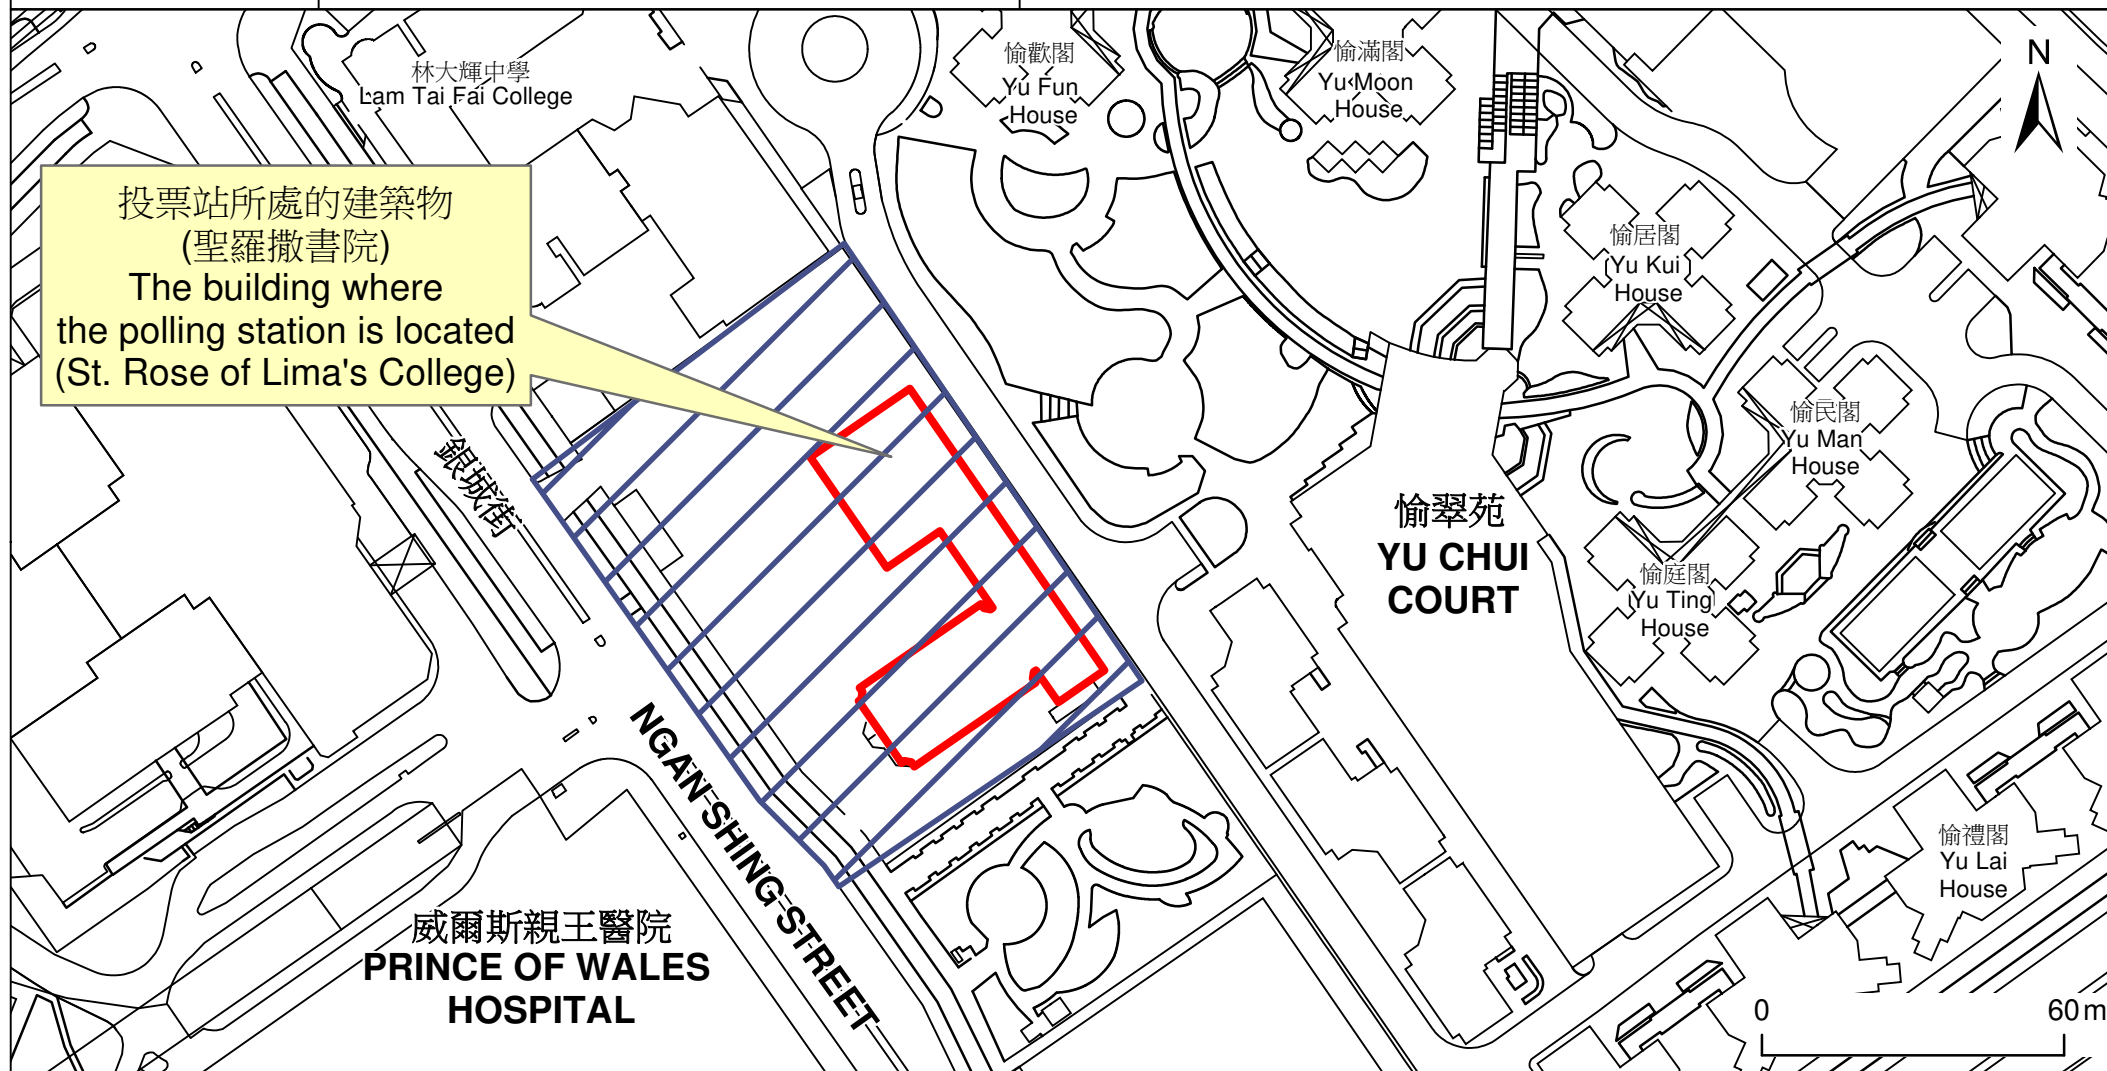 林大輝中學
Lam Tai Fai College
愉歡閣
Yu Fun
House
愉滿閣
Yu Moon
House
N
投票站所處的建築物
(聖羅撒書院)
The building where
the polling station is located
(St. Rose of Lima's College)
愉居閣
Yu Kui
House
愉民閣
Yu Man
House
銀城街
NGAN SHING STREET
愉翠苑
YU CHUI
COURT
愉庭閣
Yu Ting
House
愉禮閣
Yu Lai
House
威爾斯親王醫院
PRINCE OF WALES
HOSPITAL
0 60 m